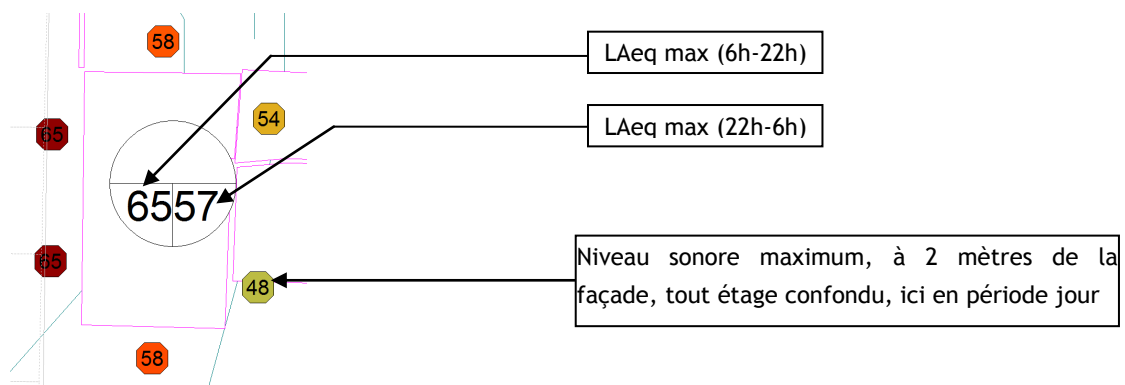 58
LAeq max (6h-22h)
54
65
LAeq max (22h-6h)
6557
65
Niveau sonore maximum, à 2 mètres de la
façade, tout étage confondu, ici en période jour
48
58